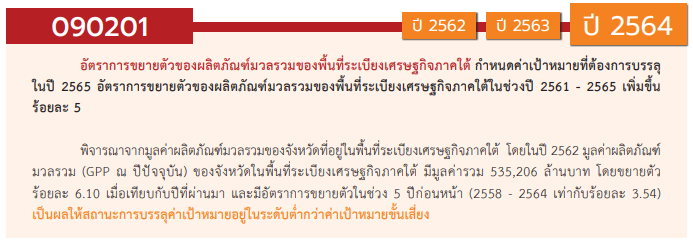 090201 ปี 2562 ปี 2563 ปี 2564
อัตราการขยายตัวของผลิตภัณฑ์มวลรวมของพื้นที่ระเบียงเศรษฐกิจภาคใต้ กำหนดค่าเป้าหมายที่ต้องการบรรลุ
ในปี 2565 อัตราการขยายตัวของผลิตภัณฑ์มวลรวมของพื้นที่ระเบียงเศรษฐกิจภาคใต้ในช่วงปี 2561 - 2565 เพิ่มขึ้น
ร้อยละ 5
พิจารณาจากมูลค่าผลิตภัณฑ์มวลรวมของจังหวัดที่อยู่ในพื้นที่ระเบียงเศรษฐกิจภาคใต้ โดยในปี 2562 มูลค่าผลิตภัณฑ์
มวลรวม (GPP ณ ปีปัจจุบัน) ของจังหวัดในพื้นที่ระเบียงเศรษฐกิจภาคใต้ มีมูลค่ารวม 535,206 ล้านบาท โดยขยายตัว
ร้อยละ 6.10 เมื่อเทียบกับปีที่ผ่านมา และมีอัตราการขยายตัวในช่วง 5 ปีก่อนหน้า (2558 - 2564 เท่ากับร้อยละ 3.54)
เป็นผลให้สถานะการบรรลุค่าเป้าหมายอยู่ในระดับต่ำกว่าค่าเป้าหมายขั้นเสี่ยง